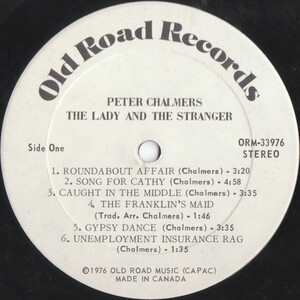 Old Road Records
PETER CHALMERS
THE LADY AND THE STRANGER
Side One
ORM-33976
STEREO
1. ROUNDABOUT AFFAIR (Chalmers) - 3:20
2. SONG FOR CATHY (Chalmers) - 4:58
3. CAUGHT IN THE MIDDLE (Chalmers) - 3:35
4. THE FRANKLIN'S MAID
(Trad. Arr. Chalmers) - 1:46
5. GYPSY DANCE (Chalmers) - 3:35
6. UNEMPLOYMENT INSURANCE RAG
(Chalmers) - 1:35
©1976 OLD ROAD MUSIC (CAPAC)
MADE IN CANADA